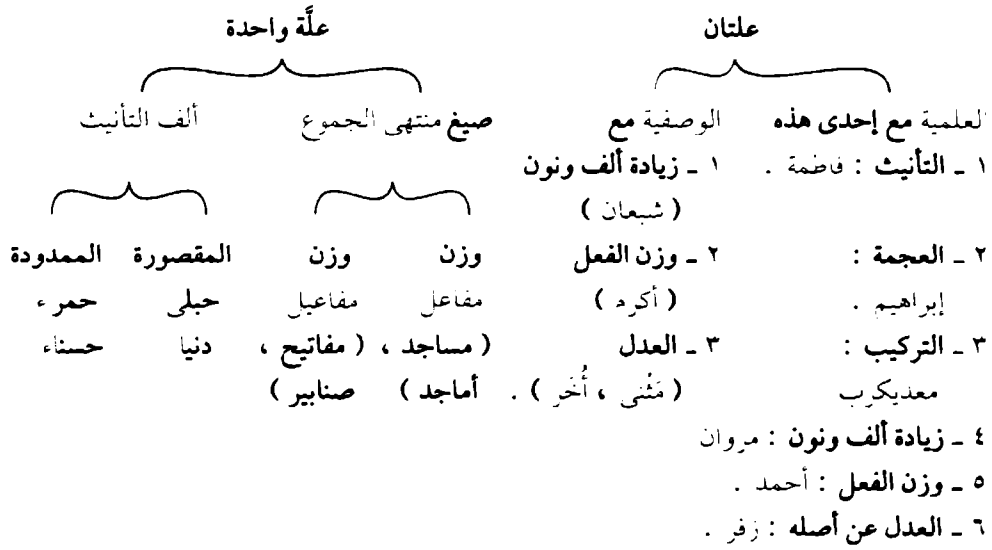 علتان علَّة واحدة
العلمية مع إحدى هذه الوصفية مع صيغ منتهى الجموع ألف التأنيث
١ ـ التأنيث : فاطمة . ١ ـ زيادة ألف ونون
( شبعان )
٢ ـ العجمة : ٢ ـ وزن الفعل وزن وزن المقصورة الممدودة
إبراهيم . ( أكرم ) مفاعل مفاعيل حبلى حمراء
٣ ـ التركيب : ٣ ـ العدل ( مساجد ، ( مفاتيح ، دنيا حسناء
معديكرب ( مَثْنى ، أُخَر ) . أماجد ) صنابير )
٤ ـ زيادة ألف ونون : مروان
٥ ـ وزن الفعل : أحمد .
٦ ـ العدل عن أصله : زفر .